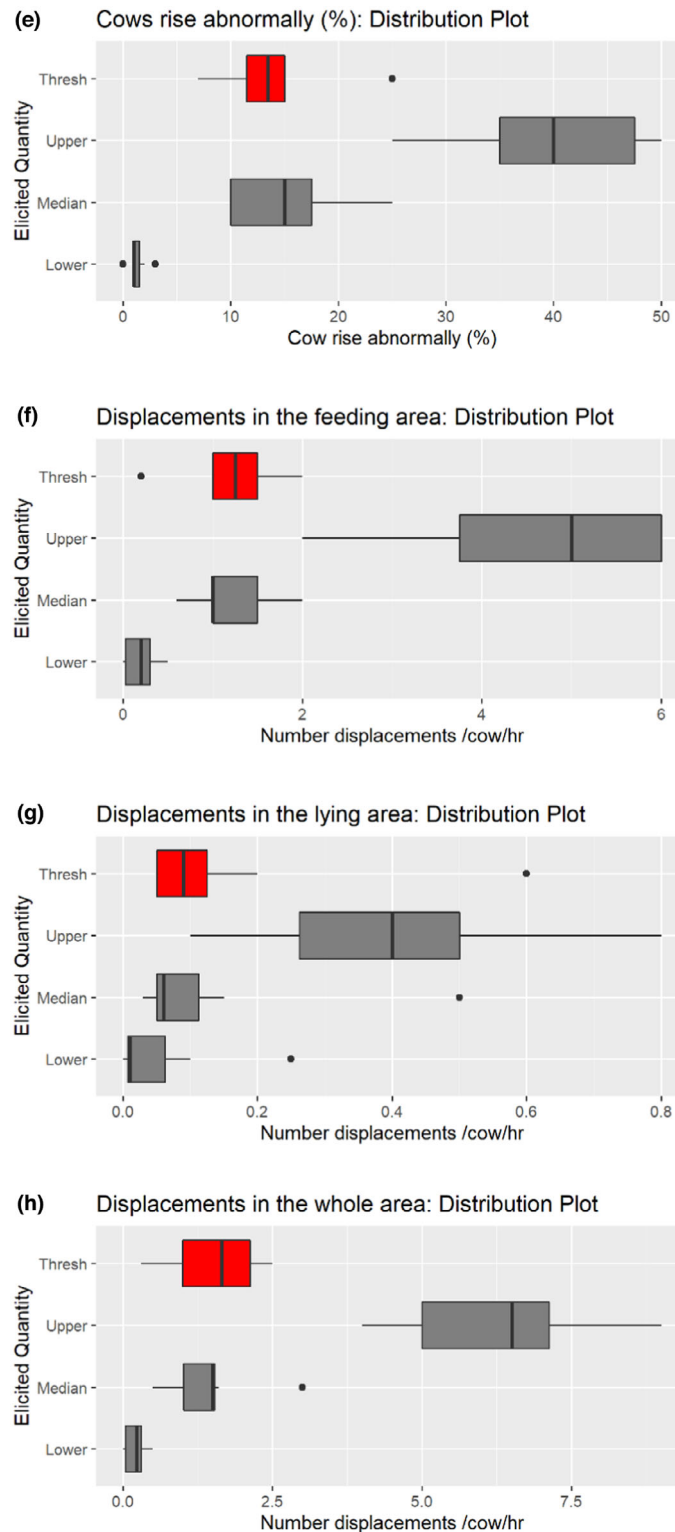 (e) Cows rise abnormally (%): Distribution Plot
Elicited Quantity
Thresh
Upper
Median
Lower
0 10 20 30 40 50
Cow rise abnormally (%)
(f) Displacements in the feeding area: Distribution Plot
Elicited Quantity
Thresh
Upper
Median
Lower
0 2 4 6
Number displacements /cow/hr
(g) Displacements in the lying area: Distribution Plot
Elicited Quantity
Thresh
Upper
Median
Lower
0.0 0.2 0.4 0.6 0.8
Number displacements /cow/hr
(h) Displacements in the whole area: Distribution Plot
Elicited Quantity
Thresh
Upper
Median
Lower
0.0 2.5 5.0 7.5
Number displacements /cow/hr